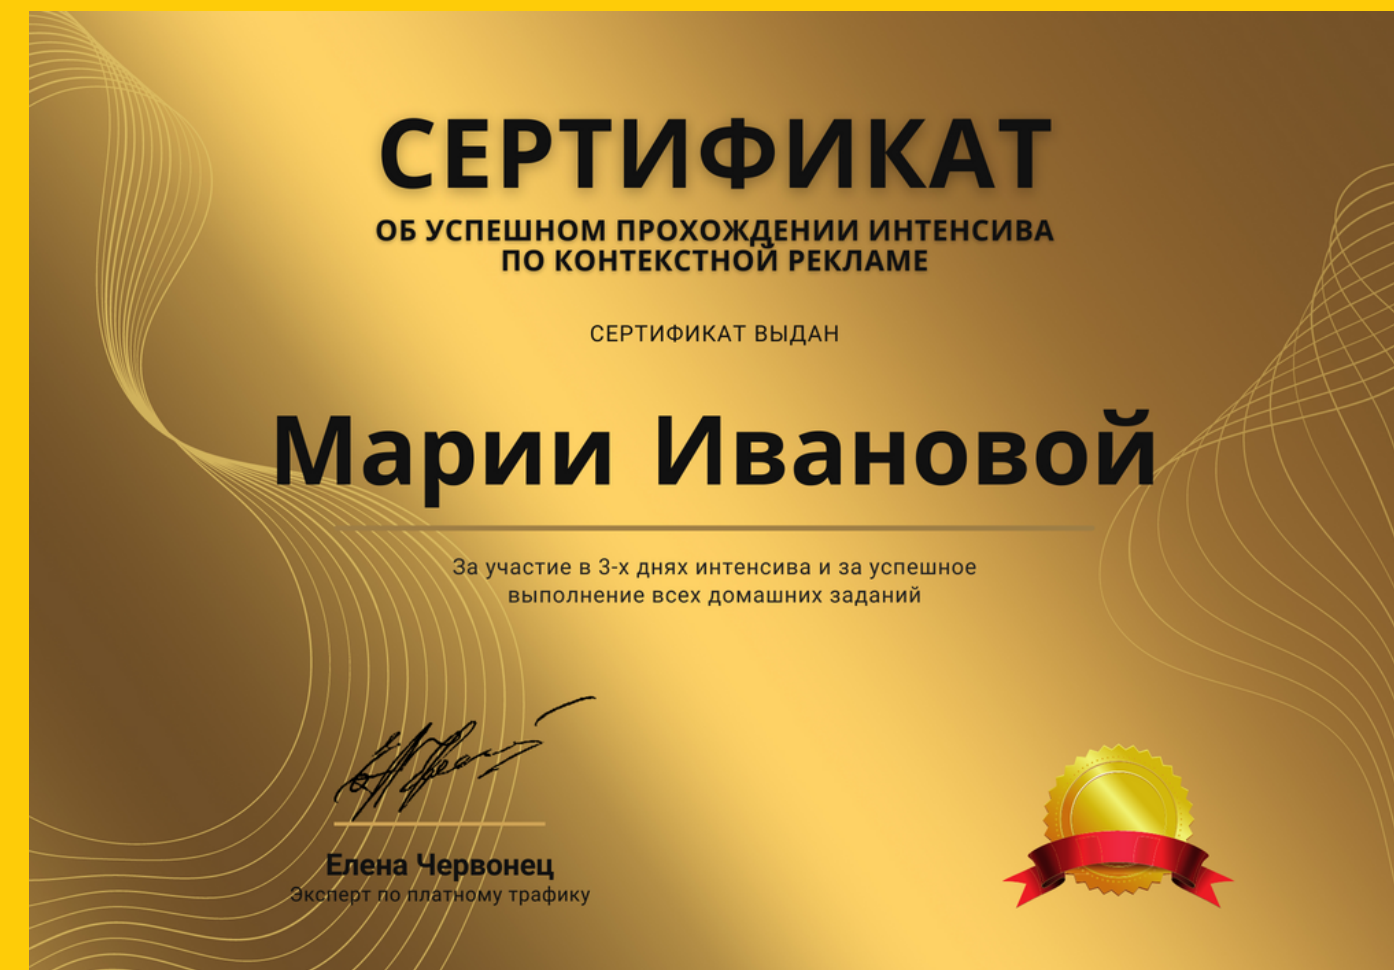 СЕРТИФИКАТ
ОБ УСПЕШНОМ ПРОХОЖДЕНИИ ИНТЕНСИВА
ПО КОНТЕКСТНОЙ РЕКЛАМЕ
СЕРТИФИКАТ ВЫДАН
Марии Ивановой
За участие в 3-х днях интенсива и за успешное
выполнение всех домашних заданий
Елена Червонец
Эксперт по платному трафику